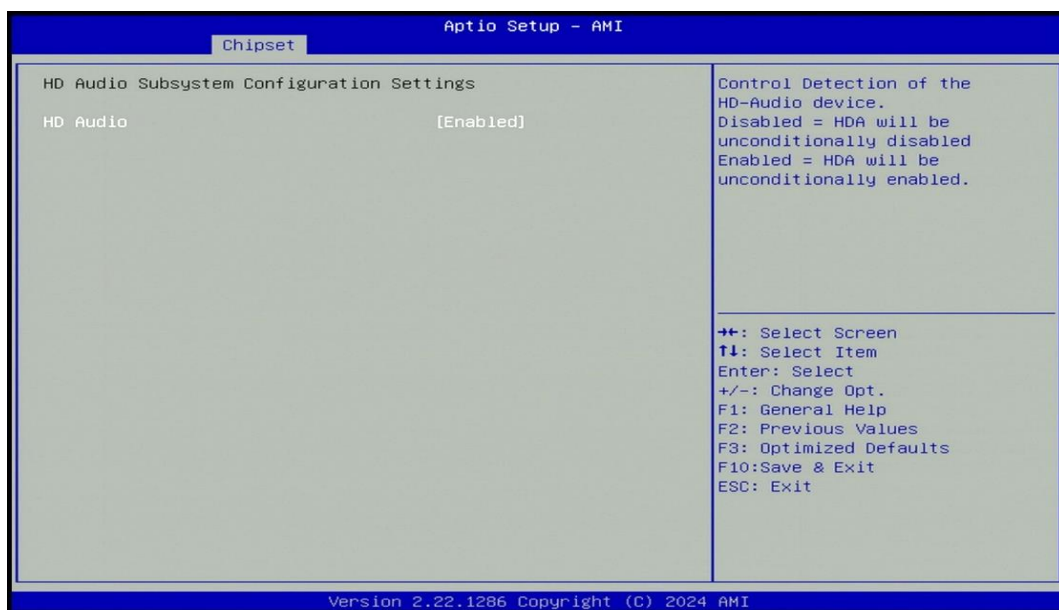 Aptio Setup – AMI
Chipset
HD Audio Subsystem Configuration Settings
HD Audio [Enabled]
Control Detection of the
HD-Audio device.
Disabled = HDA will be
unconditionally disabled
Enabled = HDA will be
unconditionally enabled.
→←: Select Screen
↑↓: Select Item
Enter: Select
+/-: Change Opt.
F1: General Help
F2: Previous Values
F3: Optimized Defaults
F10:Save & Exit
ESC: Exit
Version 2.22.1286 Copyright (C) 2024 AMI